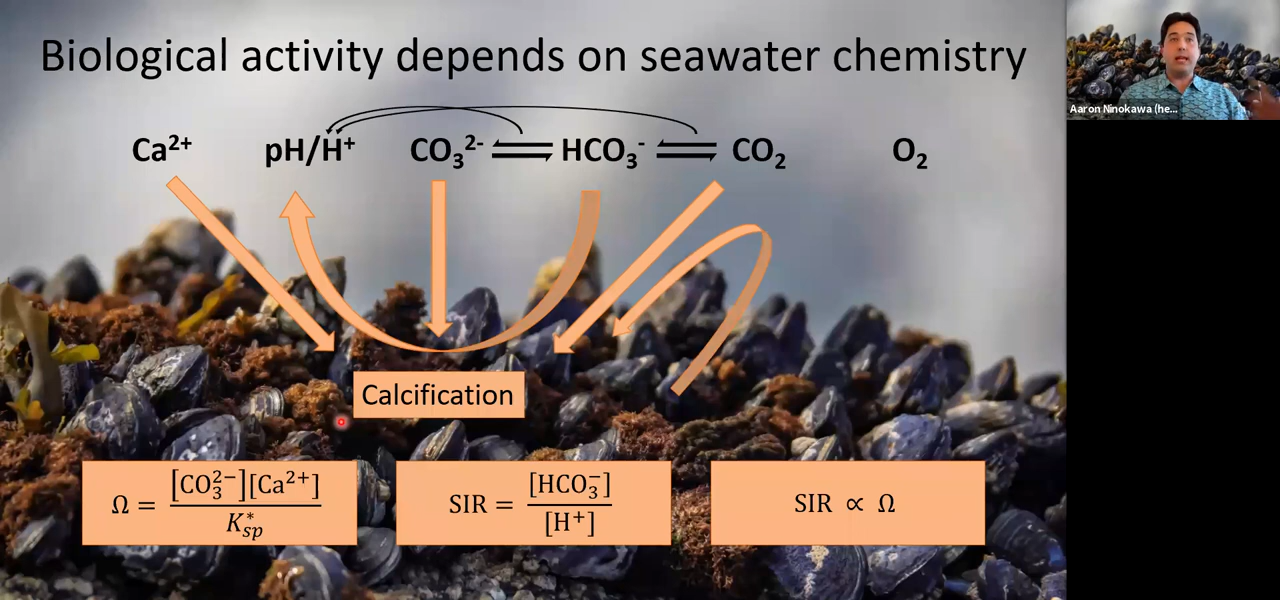 Biological activity depends on seawater chemistry
Aaron Ninokawa (he...
Ca²⁺ pH/H⁺ CO₃²⁻ ⇌ HCO₃⁻ ⇌ CO₂ O₂
Calcification
Ω = [CO₃²⁻][Ca²⁺] / K*ₛₚ
SIR = [HCO₃⁻] / [H⁺]
SIR ∝ Ω